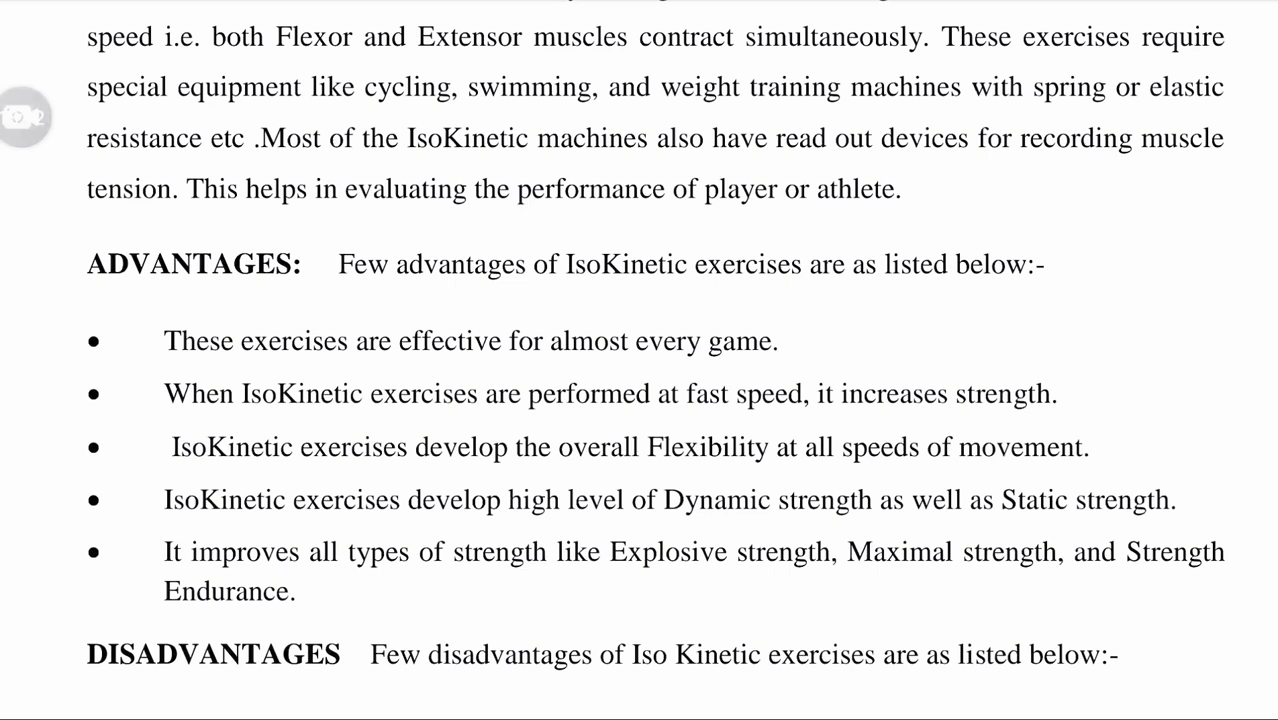 speed i.e. both Flexor and Extensor muscles contract simultaneously. These exercises require
special equipment like cycling, swimming, and weight training machines with spring or elastic
resistance etc .Most of the IsoKinetic machines also have read out devices for recording muscle
tension. This helps in evaluating the performance of player or athlete.
ADVANTAGES: Few advantages of IsoKinetic exercises are as listed below:-
• These exercises are effective for almost every game.
• When IsoKinetic exercises are performed at fast speed, it increases strength.
• IsoKinetic exercises develop the overall Flexibility at all speeds of movement.
• IsoKinetic exercises develop high level of Dynamic strength as well as Static strength.
• It improves all types of strength like Explosive strength, Maximal strength, and Strength
Endurance.
DISADVANTAGES Few disadvantages of Iso Kinetic exercises are as listed below:-